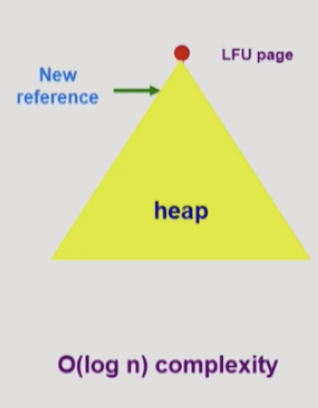 LFU page
New
reference
heap
O(log n) complexity